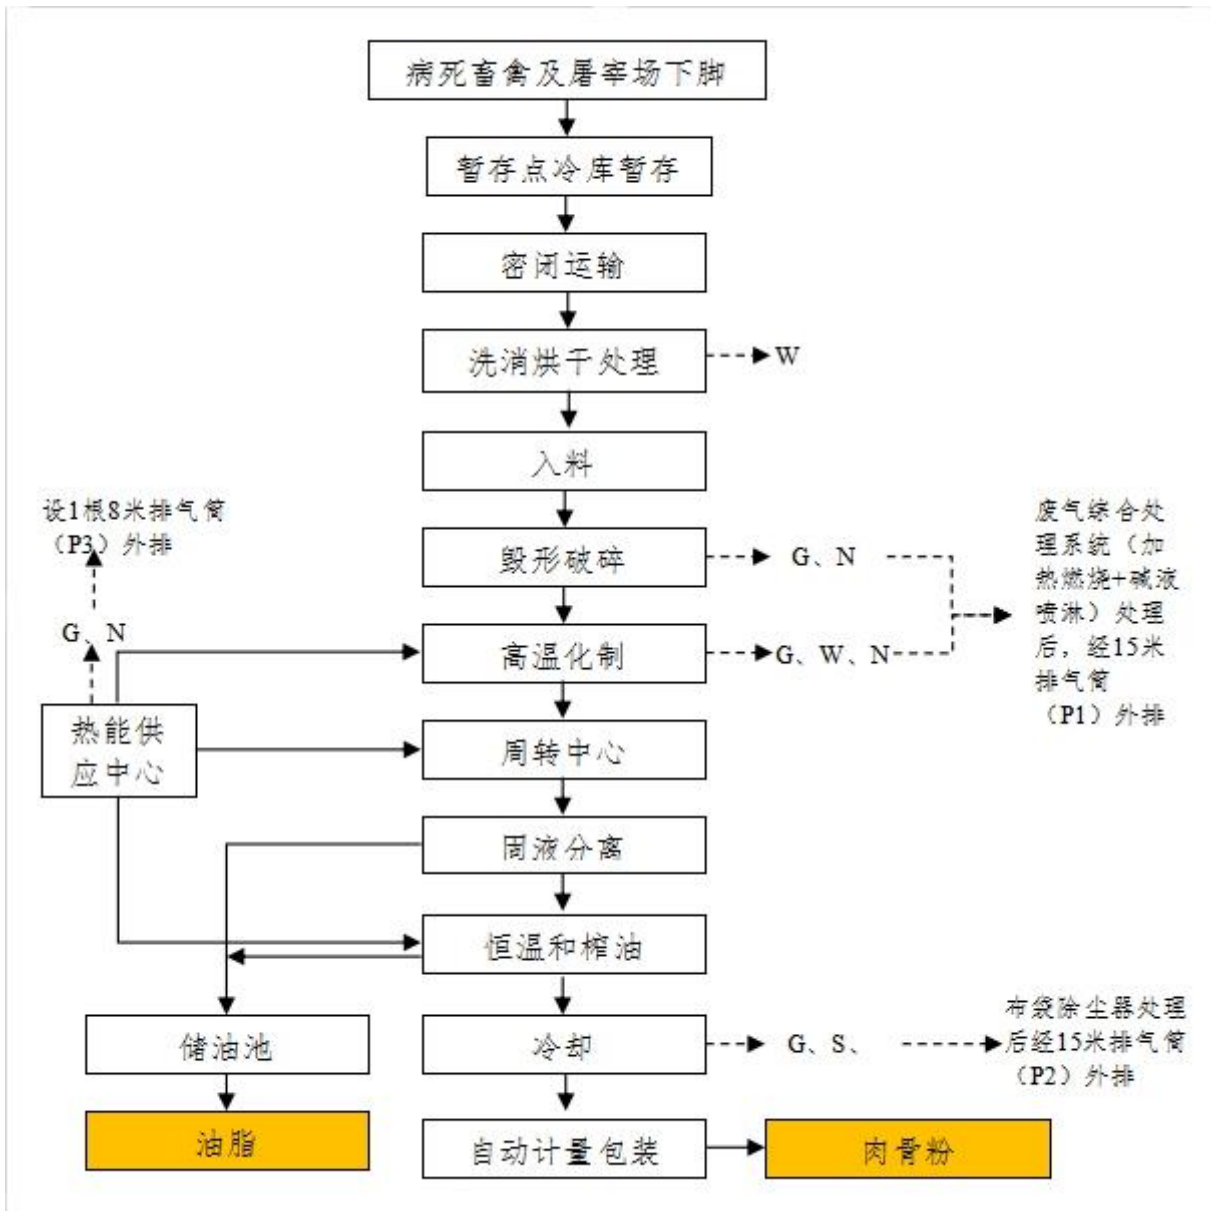 病死畜禽及屠宰场下脚
暂存点冷库暂存
密闭运输
洗消烘干处理
W
入料
设1根8米排气筒
（P3）外排
毁形破碎
G、N
废气综合处
理系统（加
热燃烧+碱液
喷淋）处理
后，经15米
排气筒
（P1）外排
G、N
高温化制
G、W、N
热能供
应中心
周转中心
固液分离
恒温和榨油
储油池
冷却
G、S、
布袋除尘器处理
后经15米排气筒
（P2）外排
油脂
自动计量包装
肉骨粉